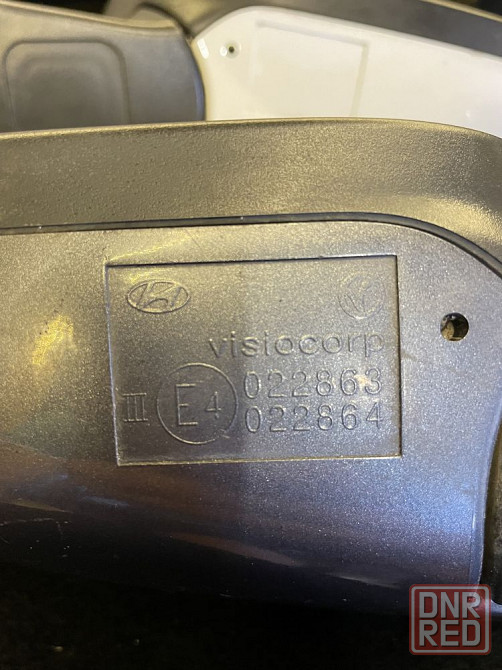 visiocorp
III E4 022863
022864
DNR
RED